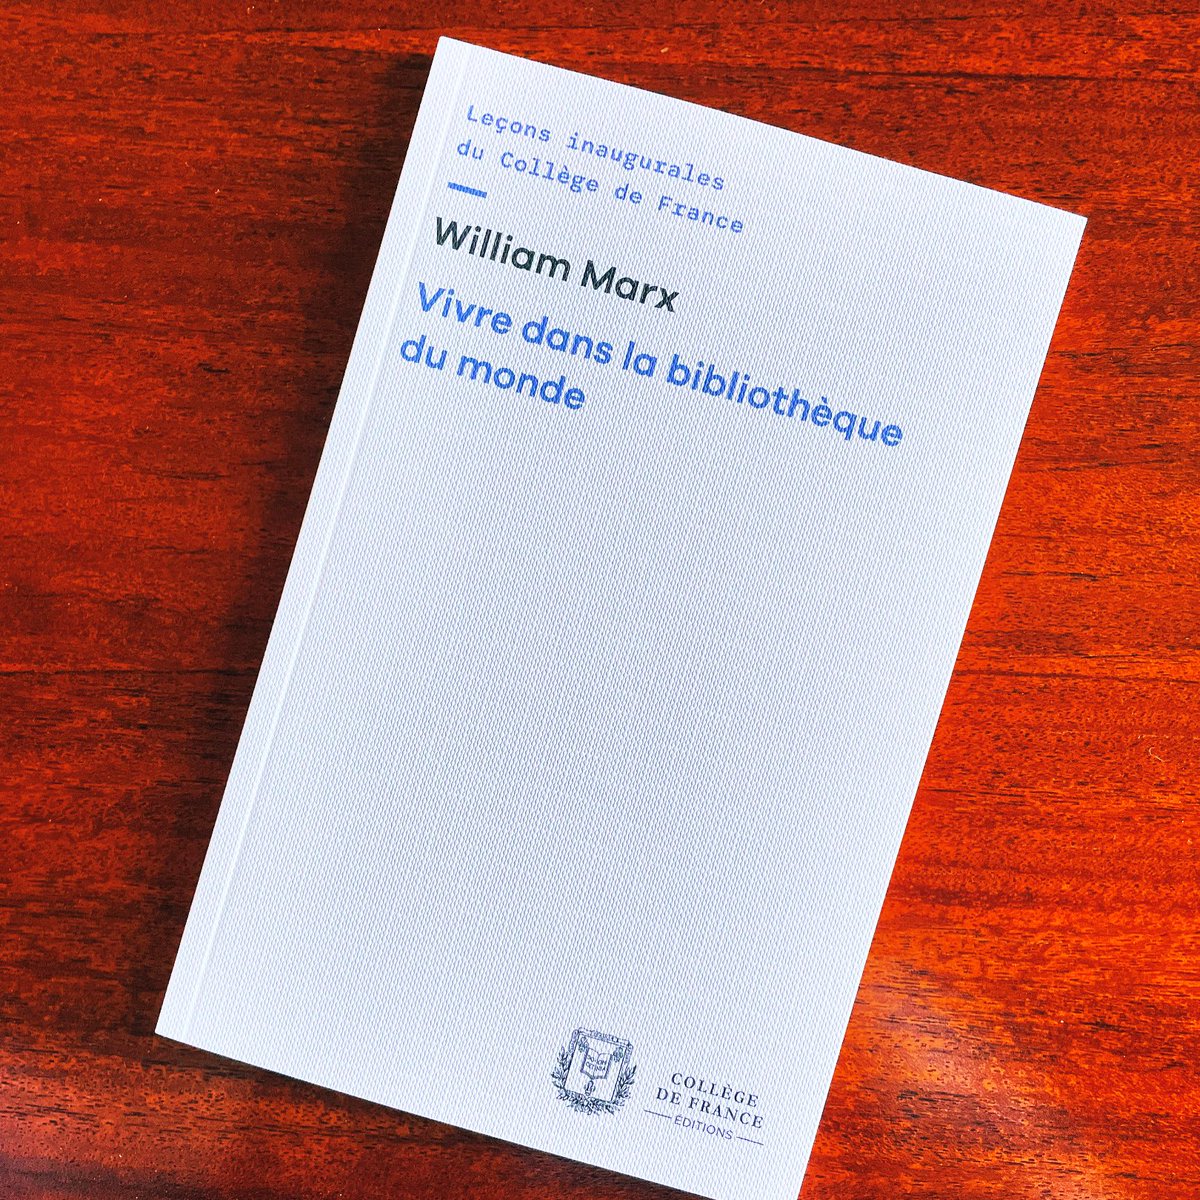 Leçons inaugurales
du Collège de France
William Marx
Vivre dans la bibliothèque
du monde
COLLÈGE
DE FRANCE
ÉDITIONS